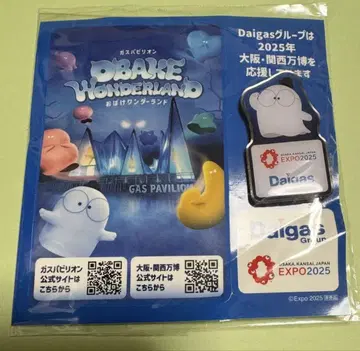 ガスパビリオン
OBAKE
WONDERLAND
おばけワンダーランド
GAS PAVILION
ガスパビリオン
公式サイトは
こちらから
大阪・関西万博
公式サイトは
こちらから
Daigasグループは
2025年
大阪・関西万博を
応援しています
OSAKA, KANSAI, JAPAN
EXPO2025
Daigas
Daigas
Group
OSAKA, KANSAI, JAPAN
EXPO2025
©Expo 2025